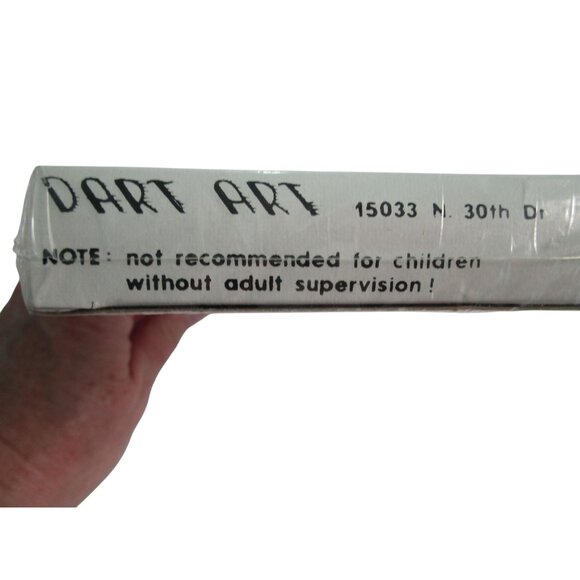 DART ART 15033 N. 30th Dr
NOTE: not recommended for children
without adult supervision!